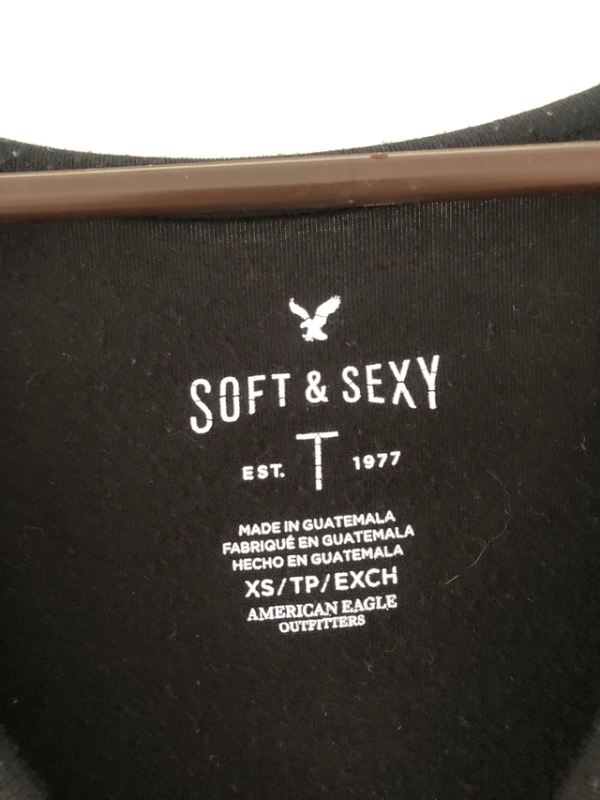 SOFT & SEXY
T
EST. 1977
MADE IN GUATEMALA
FABRIQUÉ EN GUATEMALA
HECHO EN GUATEMALA
XS/TP/EXCH
AMERICAN EAGLE
OUTFITTERS